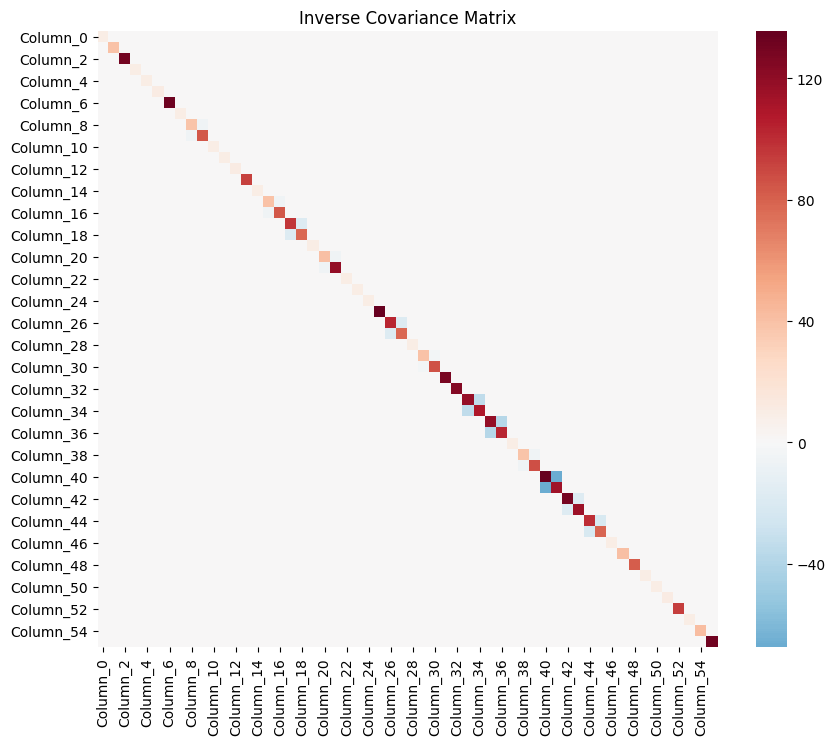 Inverse Covariance Matrix
Column_0
Column_2
Column_4
Column_6
Column_8
Column_10
Column_12
Column_14
Column_16
Column_18
Column_20
Column_22
Column_24
Column_26
Column_28
Column_30
Column_32
Column_34
Column_36
Column_38
Column_40
Column_42
Column_44
Column_46
Column_48
Column_50
Column_52
Column_54
Column_0
Column_2
Column_4
Column_6
Column_8
Column_10
Column_12
Column_14
Column_16
Column_18
Column_20
Column_22
Column_24
Column_26
Column_28
Column_30
Column_32
Column_34
Column_36
Column_38
Column_40
Column_42
Column_44
Column_46
Column_48
Column_50
Column_52
Column_54
120
80
40
0
−40